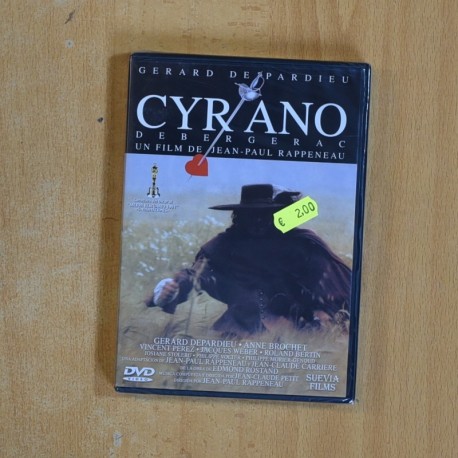 GERARD DEPARDIEU
CYRANO
DE BERGERAC
UN FILM DE JEAN-PAUL RAPPENEAU
€ 2,00
GERARD DEPARDIEU • ANNE BROCHET
VINCENT PEREZ • JACQUES WEBER • ROLAND BERTIN
JEAN-PAUL RAPPENEAU • JEAN-CLAUDE CARRIERE
EDMOND ROSTAND
JEAN-CLAUDE PETIT
JEAN-PAUL RAPPENEAU
SUEVIA
FILMS
DVD
VIDEO